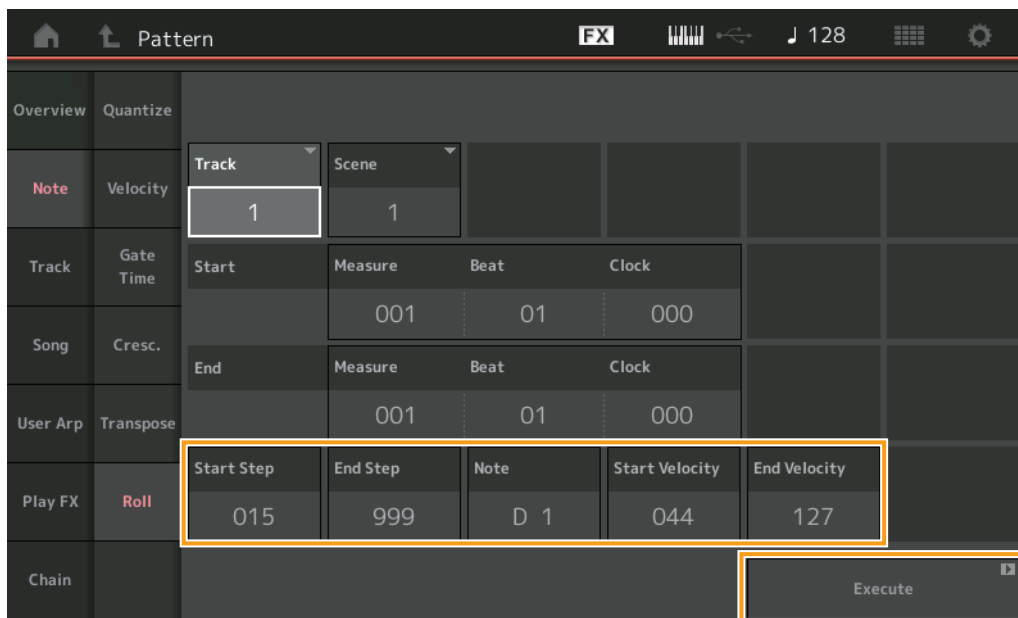 Pattern FX ♩ 128
Overview Quantize
Track Scene
Note Velocity
1 1
Track Gate Time Start Measure Beat Clock
001 01 000
Song Cresc.
End Measure Beat Clock
User Arp Transpose 001 01 000
Start Step End Step Note Start Velocity End Velocity
Play FX Roll
015 999 D 1 044 127
Chain Execute